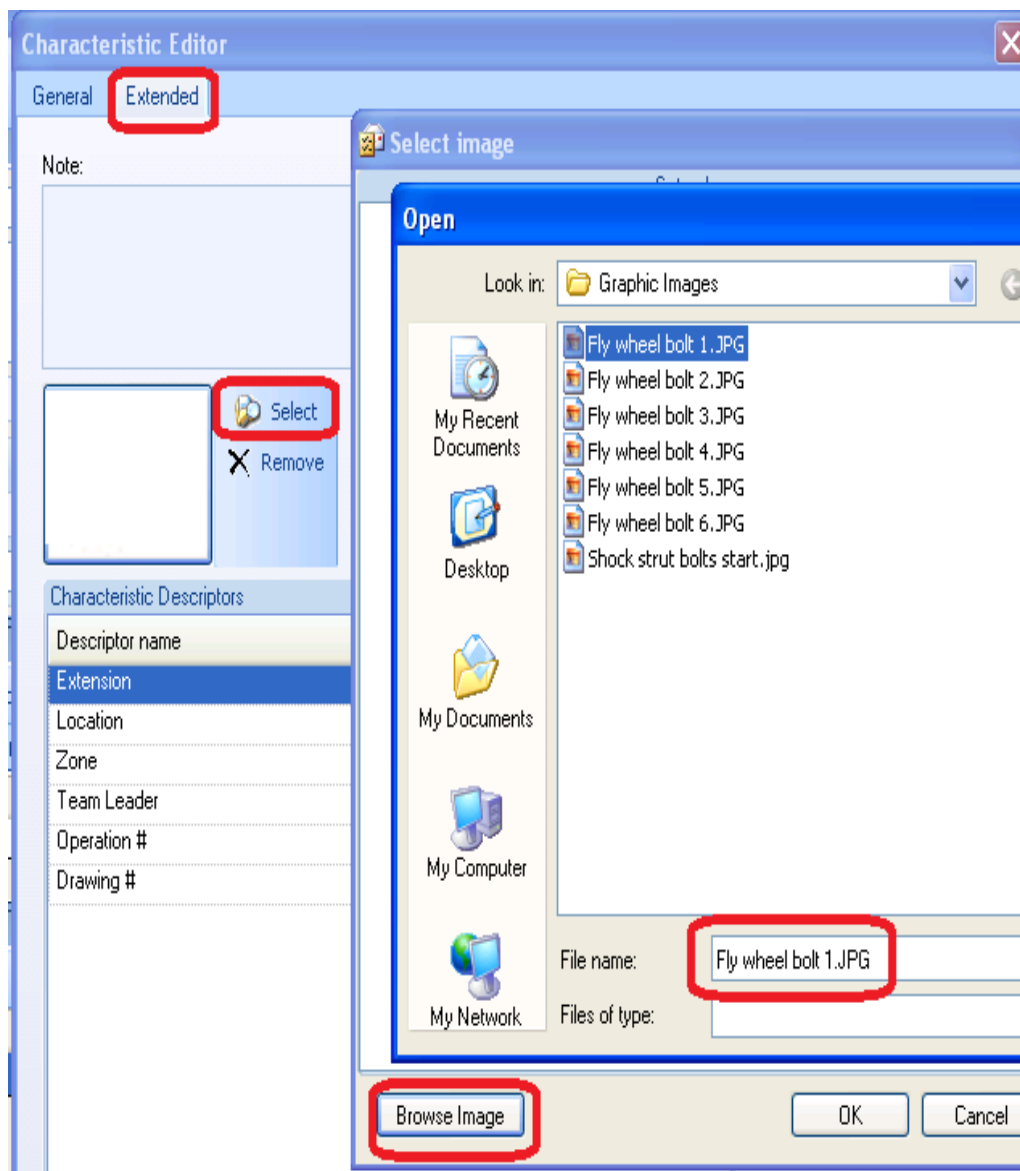 Characteristic Editor
General Extended
Note:
Select
Remove
Characteristic Descriptors
Descriptor name
Extension
Location
Zone
Team Leader
Operation #
Drawing #
Select image
Open
Look in: Graphic Images
My Recent
Documents
Desktop
My Documents
My Computer
My Network
Fly wheel bolt 1.JPG
Fly wheel bolt 2.JPG
Fly wheel bolt 3.JPG
Fly wheel bolt 4.JPG
Fly wheel bolt 5.JPG
Fly wheel bolt 6.JPG
Shock strut bolts start.jpg
File name: Fly wheel bolt 1.JPG
Files of type:
Browse Image OK Cancel